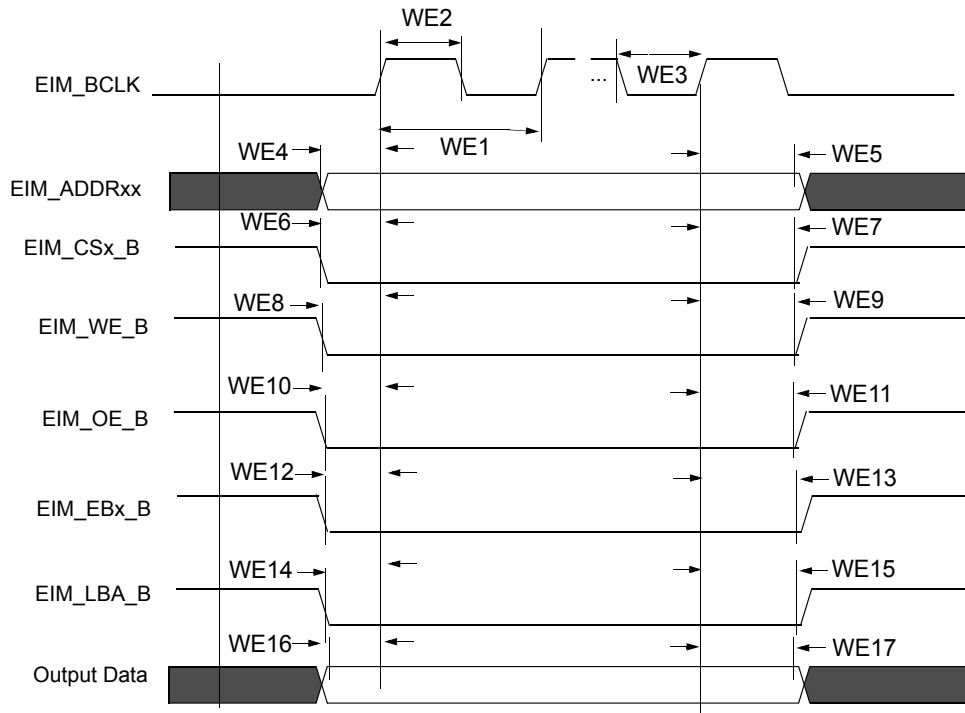 WE2
EIM_BCLK
...
WE3
WE4
WE1
WE5
EIM_ADDRxx
WE6
WE7
EIM_CSx_B
WE8
WE9
EIM_WE_B
WE10
WE11
EIM_OE_B
WE12
WE13
EIM_EBx_B
WE14
WE15
EIM_LBA_B
WE16
WE17
Output Data